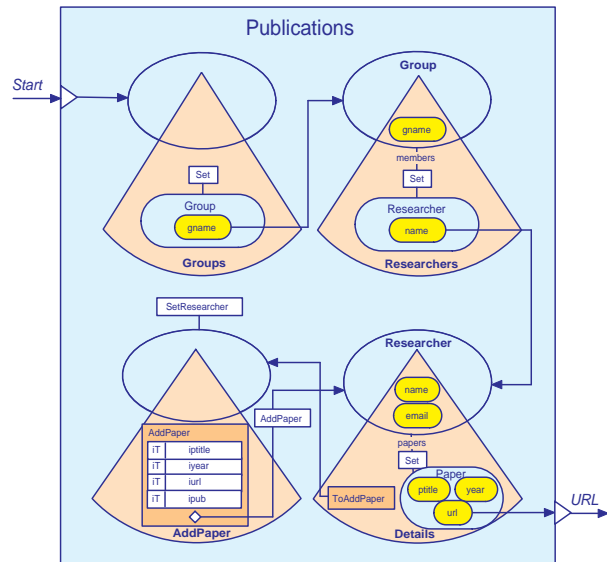 Publications
Start
Set
Group
gname
Groups
Group
gname
members
Set
Researcher
name
Researchers
SetResearcher
AddPaper
iT iptitle
iT iyear
iT iurl
iT ipub
AddPaper
AddPaper
Researcher
name
email
papers
Set
Paper
ptitle year
url
ToAddPaper
Details
URL